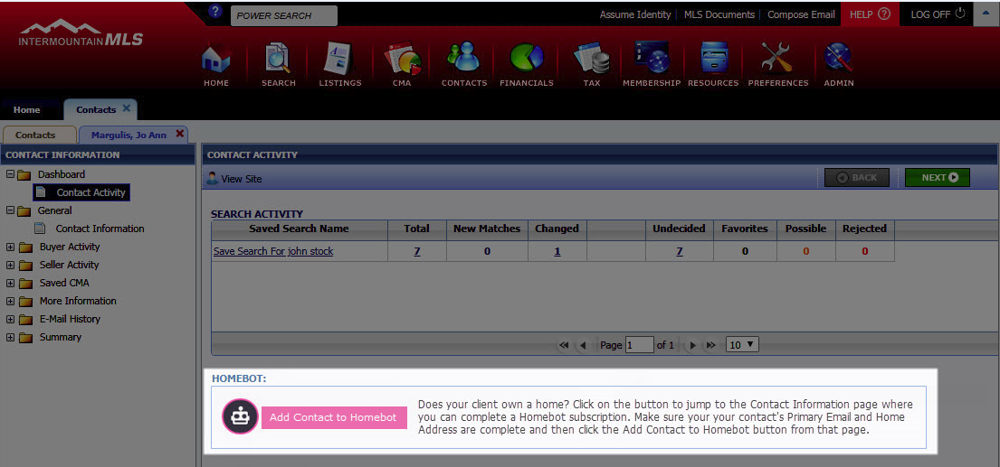 ? POWER SEARCH Assume Identity | MLS Documents | Compose Email HELP ? LOG OFF
INTERMOUNTAIN MLS
HOME SEARCH LISTINGS CMA CONTACTS FINANCIALS TAX MEMBERSHIP RESOURCES PREFERENCES ADMIN
Home Contacts
Contacts Margulis, Jo Ann
CONTACT INFORMATION
Dashboard
Contact Activity
General
Contact Information
Buyer Activity
Seller Activity
Saved CMA
More Information
E-Mail History
Summary
CONTACT ACTIVITY
View Site BACK NEXT
SEARCH ACTIVITY
Saved Search Name Total New Matches Changed Undecided Favorites Possible Rejected
Save Search For john stock 7 0 1 7 0 0 0
Page 1 of 1 10
HOMEBOT:
Add Contact to Homebot
Does your client own a home? Click on the button to jump to the Contact Information page where
you can complete a Homebot subscription. Make sure your your contact's Primary Email and Home
Address are complete and then click the Add Contact to Homebot button from that page.